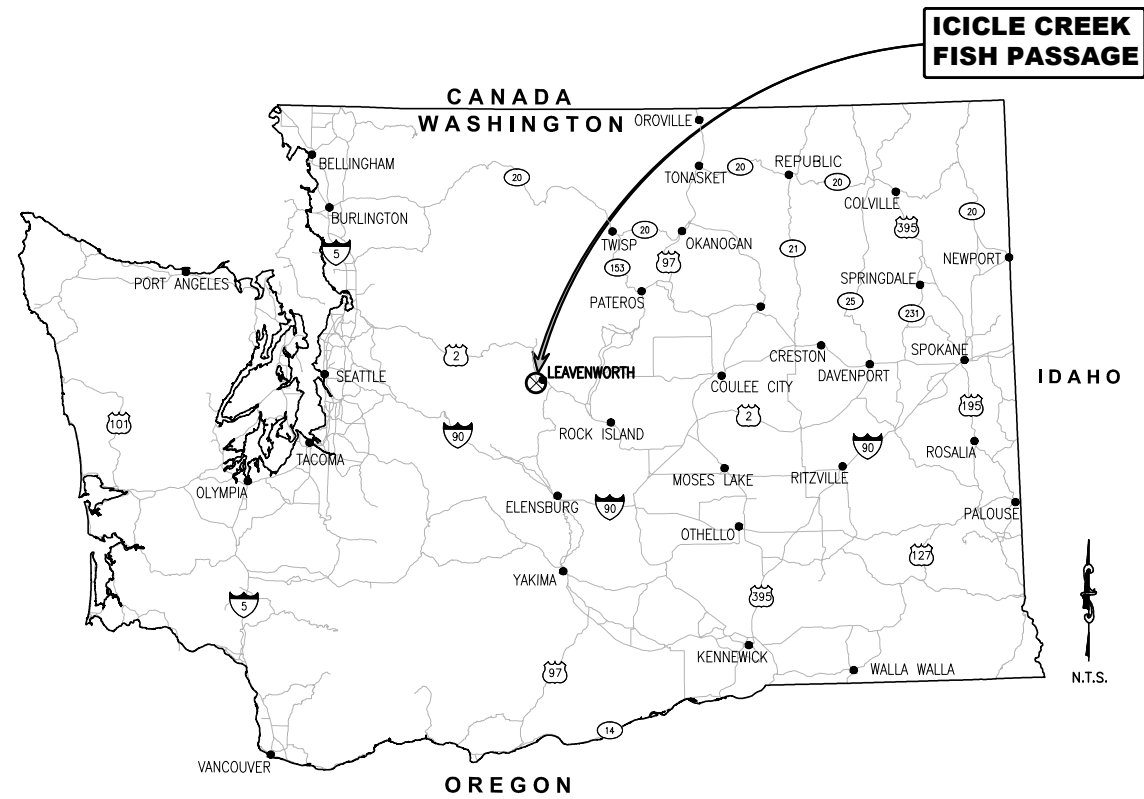 ICICLE CREEK
FISH PASSAGE
CANADA
WASHINGTON
OROVILLE
BELLINGHAM
TONASKET
20
REPUBLIC
20
20
COLVILLE
BURLINGTON
20
395
TWISP
20
OKANOGAN
5
21
NEWPORT
153
97
PORT ANGELES
PATEROS
SPRINGDALE
25
231
2
CRESTON
SPOKANE
SEATTLE
LEAVENWORTH
COULEE CITY
DAVENPORT
IDAHO
101
2
195
90
ROCK ISLAND
90
ROSALIA
TACOMA
MOSES LAKE
RITZVILLE
OLYMPIA
ELENSBURG
90
PALOUSE
OTHELLO
127
YAKIMA
5
395
KENNEWICK
WALLA WALLA
97
N.T.S.
14
VANCOUVER
OREGON